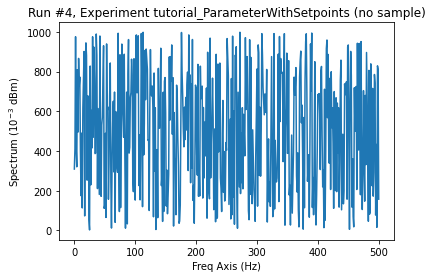 Run #4, Experiment tutorial_ParameterWithSetpoints (no sample)
Spectrum (10⁻³ dBm)
1000
800
600
400
200
0
0 100 200 300 400 500
Freq Axis (Hz)